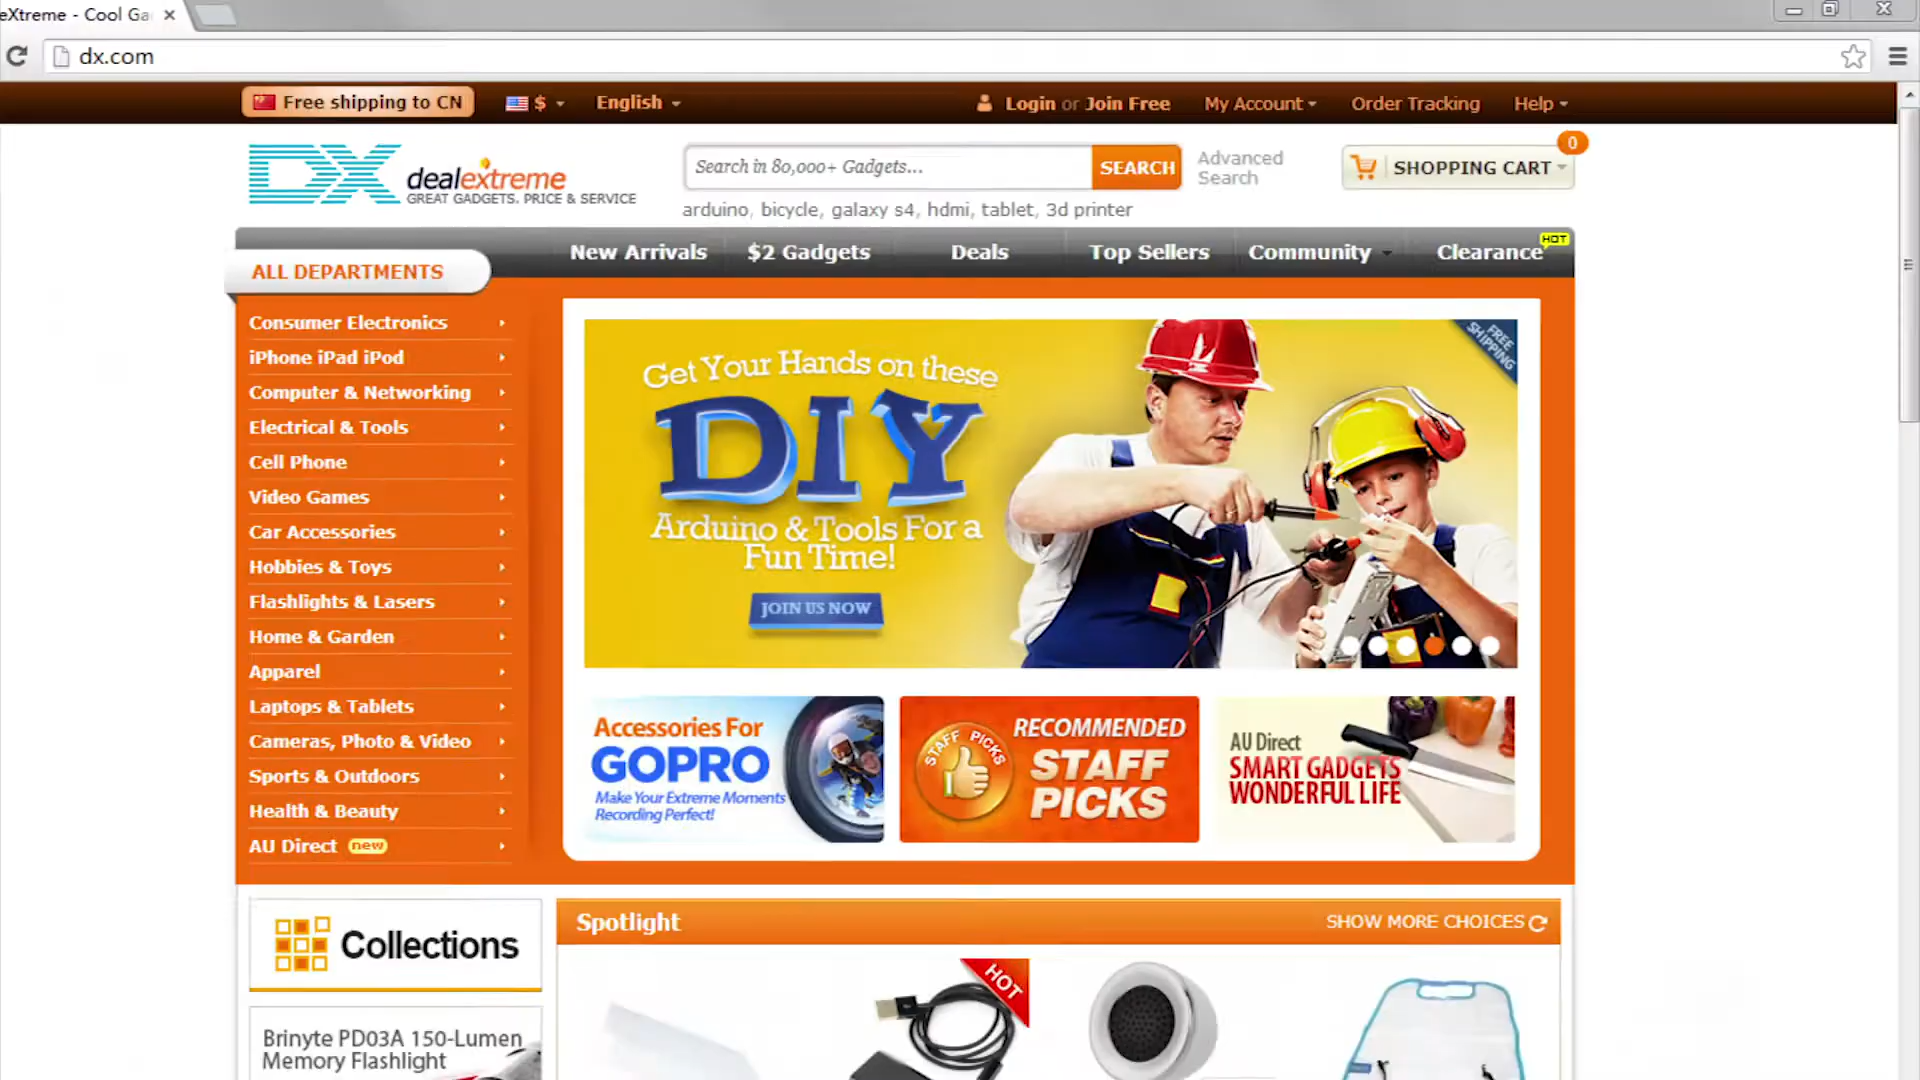 eXtreme - Cool Ga
dx.com
Free shipping to CN
$
English
Login or Join Free
My Account
Order Tracking
Help
DX
dealextreme
GREAT GADGETS. PRICE & SERVICE
Search in 80,000+ Gadgets...
SEARCH
Advanced
Search
SHOPPING CART
0
arduino, bicycle, galaxy s4, hdmi, tablet, 3d printer
New Arrivals
$2 Gadgets
Deals
Top Sellers
Community
Clearance
HOT
ALL DEPARTMENTS
Consumer Electronics
iPhone iPad iPod
Computer & Networking
Electrical & Tools
Cell Phone
Video Games
Car Accessories
Hobbies & Toys
Flashlights & Lasers
Home & Garden
Apparel
Laptops & Tablets
Cameras, Photo & Video
Sports & Outdoors
Health & Beauty
AU Direct new
Get Your Hands on these
DIY
Arduino & Tools For a
Fun Time!
JOIN US NOW
FREE
SHIPPING
Accessories For
GOPRO
Make Your Extreme Moments
Recording Perfect!
STAFF PICKS
RECOMMENDED
STAFF
PICKS
AU Direct
SMART GADGETS
WONDERFUL LIFE
Collections
Brinyte PD03A 150-Lumen
Memory Flashlight
Spotlight
SHOW MORE CHOICES
HOT